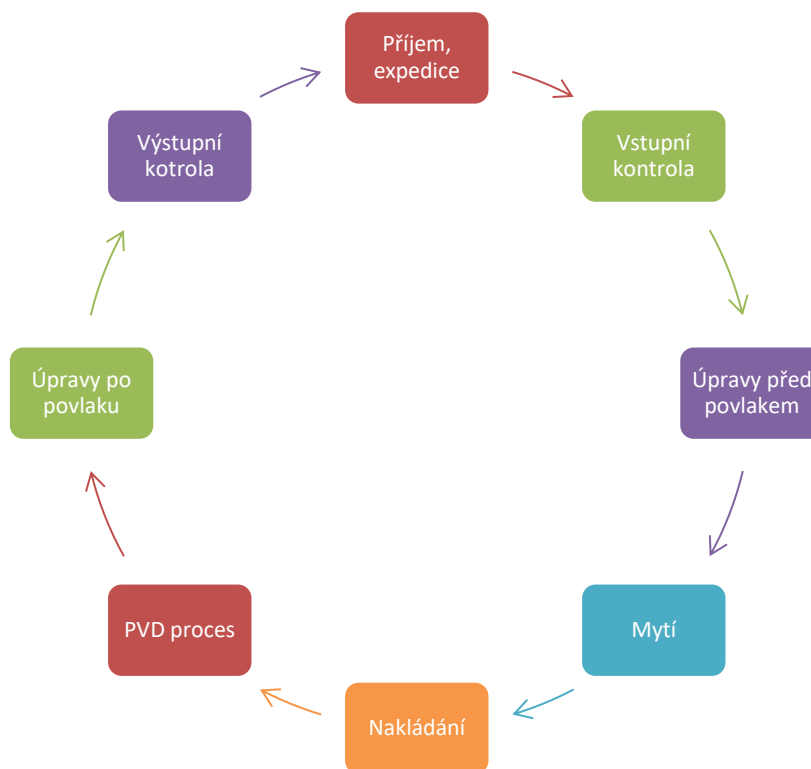 Příjem,
expedice
Vstupní
kontrola
Úpravy před
povlakem
Mytí
Nakládání
PVD proces
Úpravy po
povlaku
Výstupní
kotrola